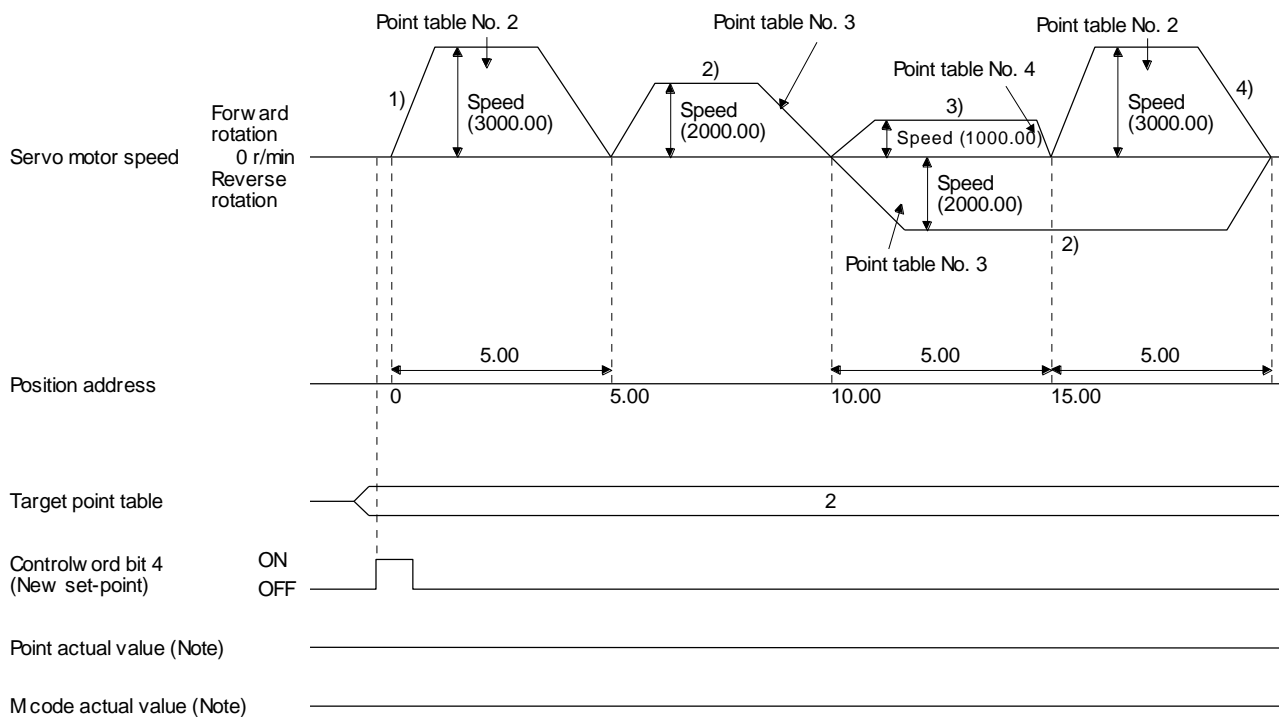 Point table No. 2
Point table No. 3
Point table No. 2
Point table No. 4
1)
2)
3)
4)
Speed
(3000.00)
Speed
(2000.00)
Speed (1000.00)
Speed
(3000.00)
Forward
rotation
Servo motor speed 0 r/min
Reverse
rotation
Speed
(2000.00)
2)
Point table No. 3
5.00 5.00 5.00
Position address
0 5.00 10.00 15.00
Target point table 2
Controlword bit 4 ON
(New set-point) OFF
Point actual value (Note)
M code actual value (Note)